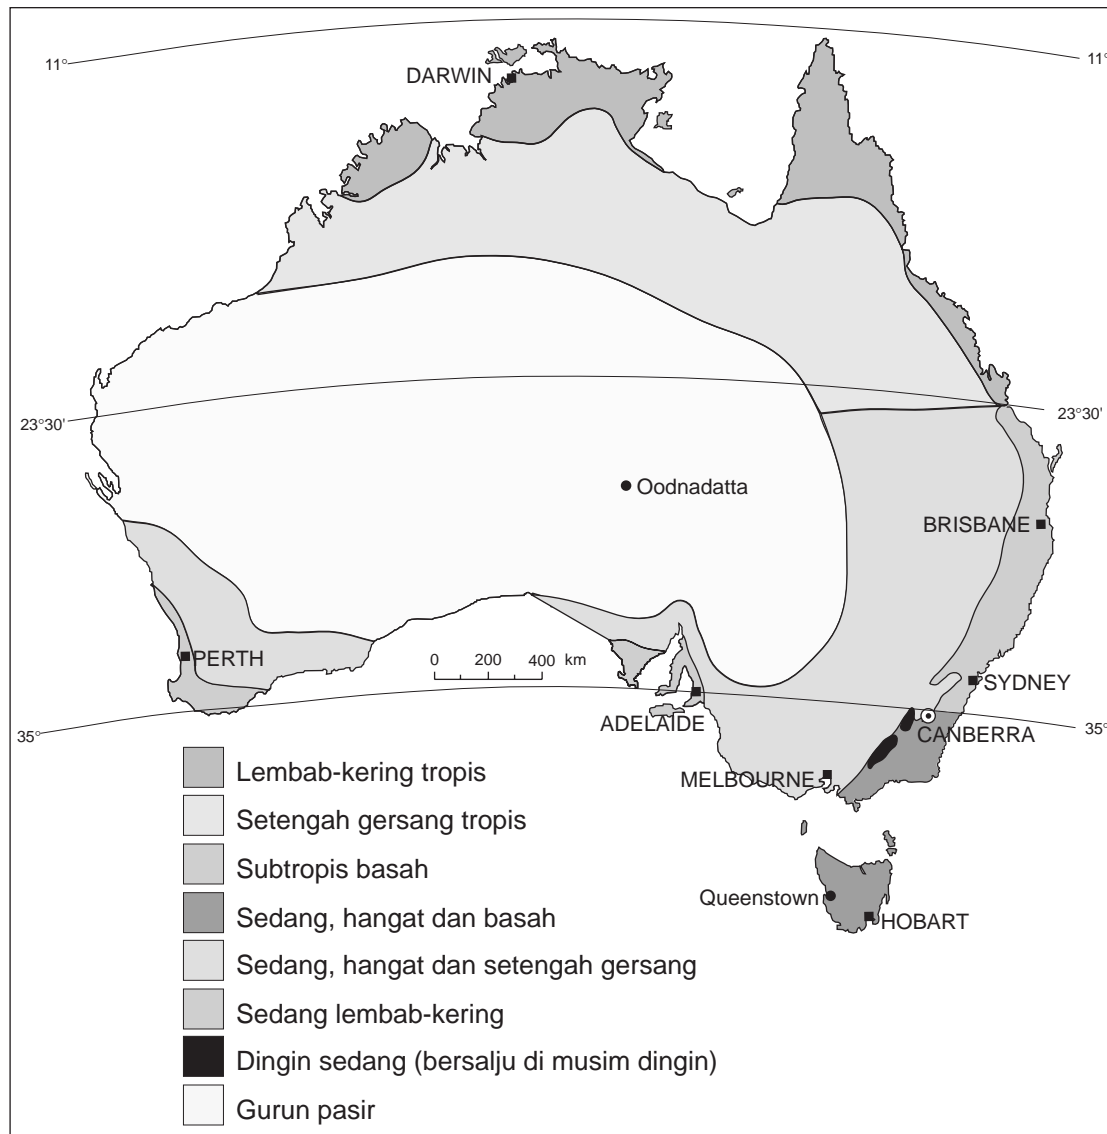 11°
11°
DARWIN
23°30'
23°30'
Oodnadatta
BRISBANE
PERTH
0 200 400 km
SYDNEY
35°
ADELAIDE
CANBERRA
35°
MELBOURNE
Queenstown
HOBART
Lembab-kering tropis
Setengah gersang tropis
Subtropis basah
Sedang, hangat dan basah
Sedang, hangat dan setengah gersang
Sedang lembab-kering
Dingin sedang (bersalju di musim dingin)
Gurun pasir